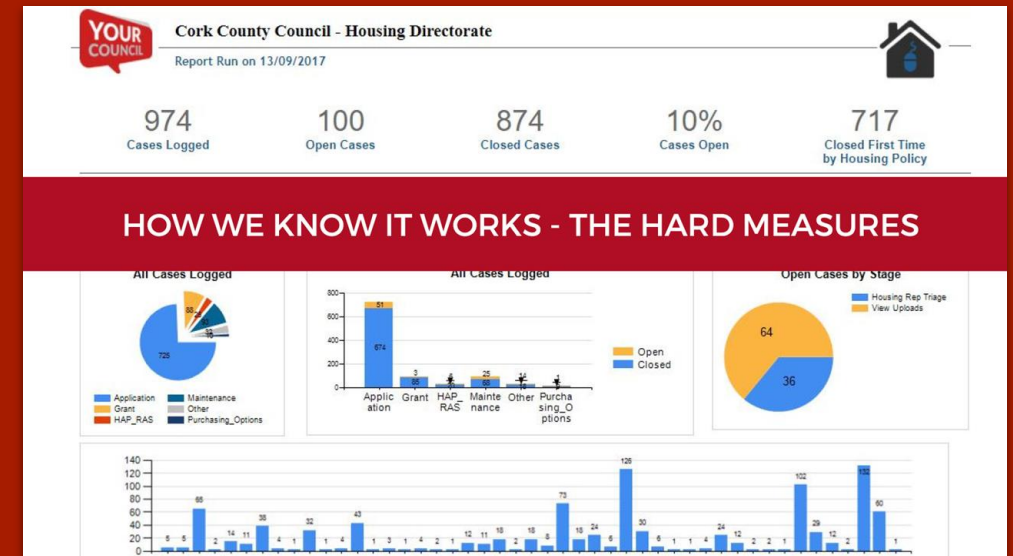 YOUR
COUNCIL
Cork County Council - Housing Directorate
Report Run on 13/09/2017
974
Cases Logged
100
Open Cases
874
Closed Cases
10%
Cases Open
717
Closed First Time
by Housing Policy
HOW WE KNOW IT WORKS - THE HARD MEASURES
All Cases Logged
725
88
Application
Grant
HAP_RAS
Maintenance
Other
Purchasing_Options
All Cases Logged
800
600
400
200
0
51
674
3
85
25
68
14
1
Applic
ation
Grant
HAP_
RAS
Mainte
nance
Other
Purcha
sing_O
ptions
Open
Closed
Open Cases by Stage
64
36
Housing Rep Triage
View Uploads
140
120
100
80
60
40
20
0
5 5 65 2 14 11 38 4 1 32 1 4 43 1 3 1 4 2 1 12 11 18 2 18 8 73 18 24 6 126 30 6 1 1 4 24 12 2 2 1 102 29 12 2 132 60 1